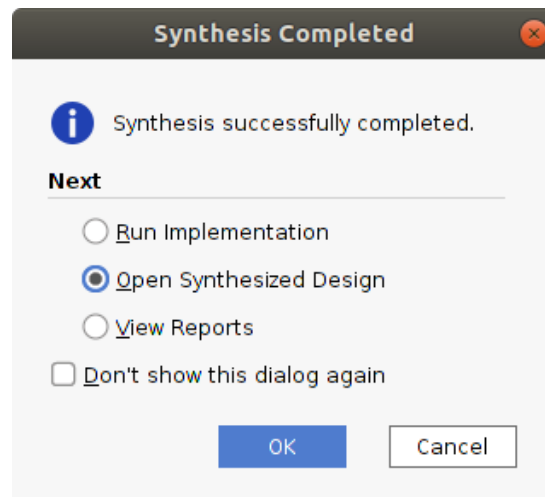 Synthesis Completed
Synthesis successfully completed.
Next
Run Implementation
Open Synthesized Design
View Reports
Don't show this dialog again
OK
Cancel